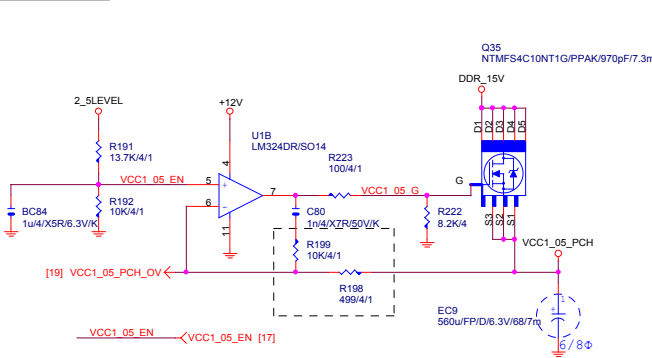 Q35
NTMFS4C10NT1G/PPAK/970pF/7.3m
DDR_15V
2_5LEVEL
+12V
D1
D2
D3
D4
D5
U1B
LM324DR/SO14
R191
13.7K/4/1
R223
100/4/1
4
VCC1_05_EN
5
+
7
VCC1_05_G
G
6
-
BC84
1u/4/X5R/6.3V/K
R192
10K/4/1
C80
1n/4/X7R/50V/K
R222
8.2K/4
S3
S2
S1
11
VCC1_05_PCH
R199
10K/4/1
[19] VCC1_05_PCH_OV
R198
499/4/1
EC9
560u/FP/D/6.3V/68/7m
1
+
VCC1_05_EN
VCC1_05_EN [17]
6/8Φ